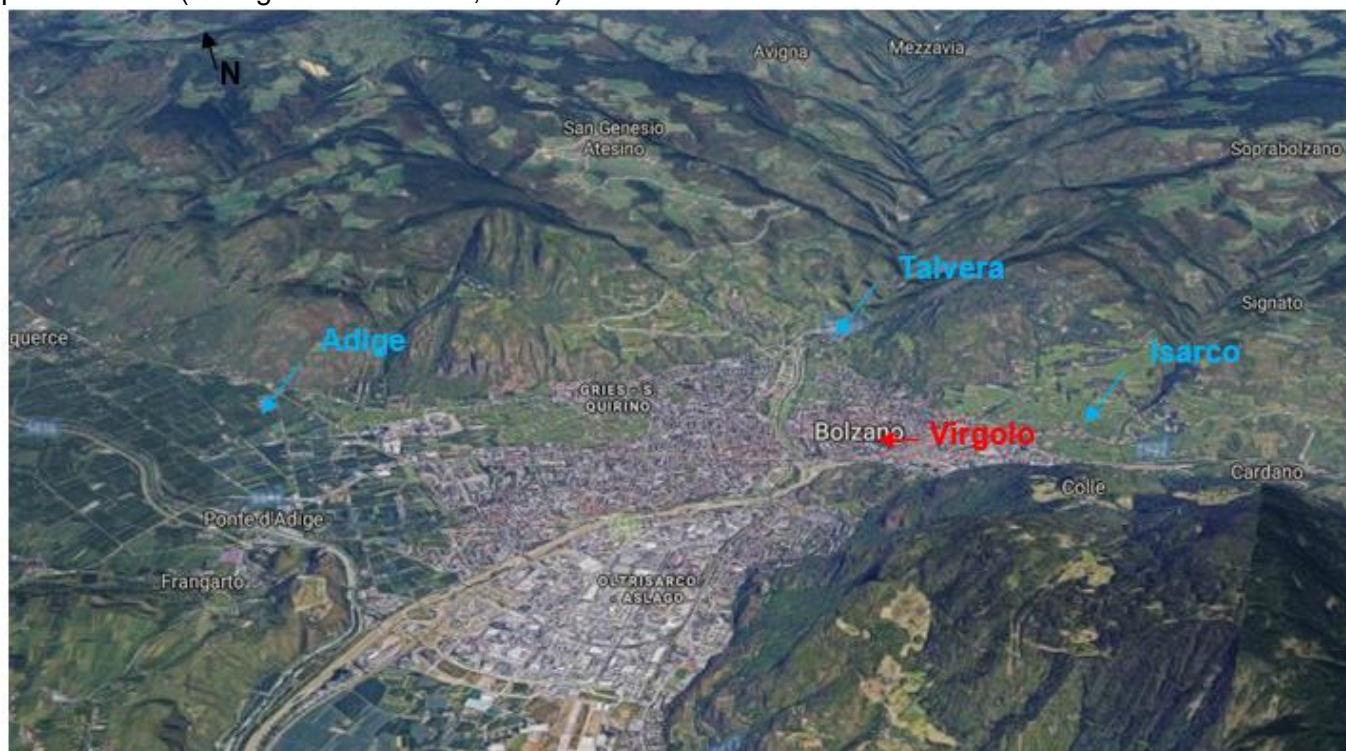 N
Avigna
Mezzavia
San Genesio
Atesino
Soprabolzano
Talvera
Signato
Adige
Isarco
querce
GRIES - S.
QUIRINO
Bolzano
Virgolo
Colle
Cardano
Ponte d'Adige
Frangarto
OLTRISARCO
- ASLAGO